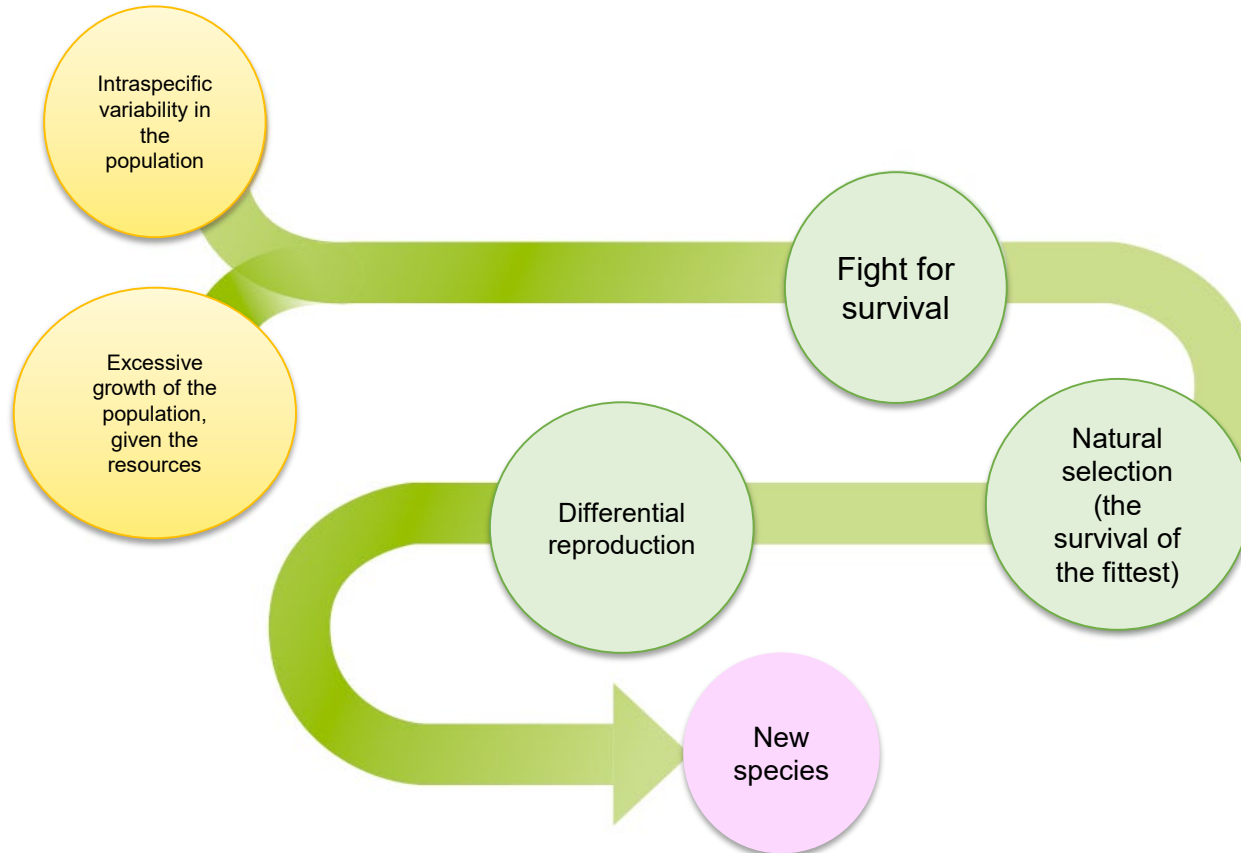 Intraspecific
variability in
the
population
Excessive
growth of the
population,
given the
resources
Fight for
survival
Natural
selection
(the
survival of
the fittest)
Differential
reproduction
New
species